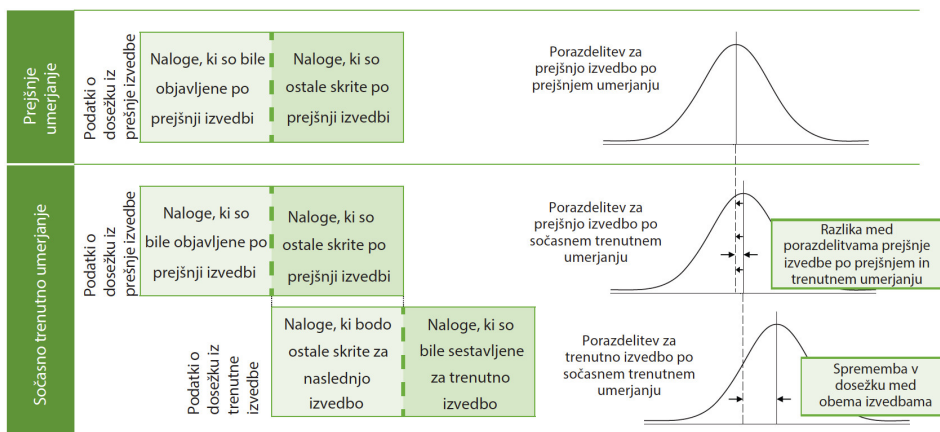 Prejšnje
umerjanje
Podatki o
dosežku iz
prešnje izvedbe
Naloge, ki so bile
objavljene po
prejšnji izvedbi
Naloge, ki so
ostale skrite po
prejšnji izvedbi
Porazdelitev za
prejšnjo izvedbo po
prejšnjem umerjanju
Sočasno trenutno umerjanje
Podatki o
dosežku iz
prešnje izvedbe
Naloge, ki so
bile objavljene po
prejšnji izvedbi
Naloge, ki so
ostale skrite po
prejšnji izvedbi
Porazdelitev za
prejšnjo izvedbo po
sočasnem trenutnem
umerjanju
Razlika med
porazdelitvama prejšnje
izvedbe po prejšnjem in
trenutnem umerjanju
Podatki o
dosežku iz
trenutne
izvedbe
Naloge, ki bodo
ostale skrite za
naslednjo
izvedbo
Naloge, ki so
bile sestavljene
za trenutno
izvedbo
Porazdelitev za
trenutno izvedbo po
sočasnem trenutnem
umerjanju
Sprememba v
dosežku med
obema izvedbama